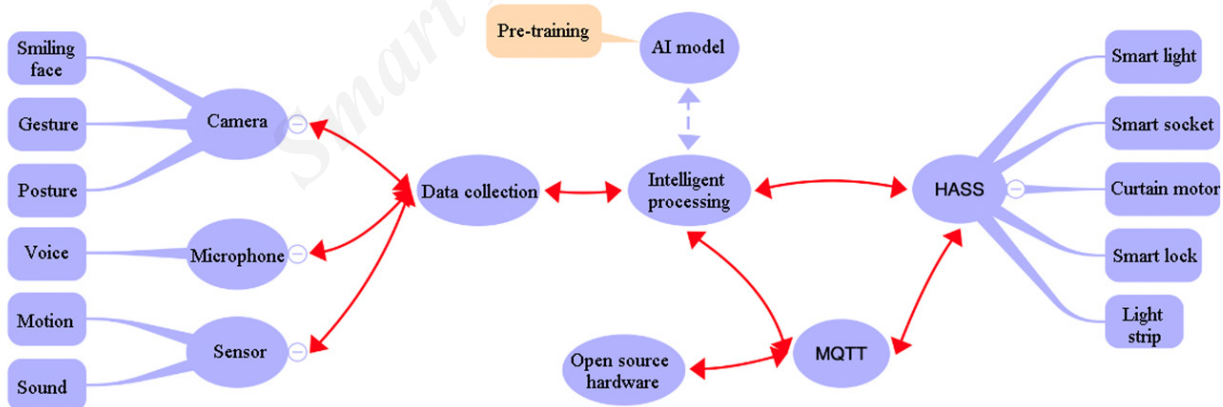 Smart
Pre-training
AI model
Smiling
face
Gesture
Posture
Voice
Motion
Sound
Camera
Microphone
Sensor
Data collection
Intelligent
processing
HASS
MQTT
Open source
hardware
Smart light
Smart socket
Curtain motor
Smart lock
Light
strip